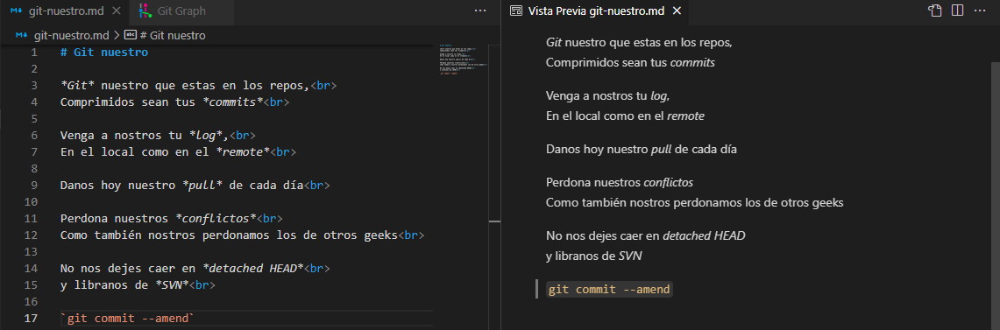 git-nuestro.md
Git Graph
git-nuestro.md > # Git nuestro
1 # Git nuestro
2
3 *Git* nuestro que estas en los repos,<br>
4 Comprimidos sean tus *commits*<br>
5
6 Venga a nostros tu *log*,<br>
7 En el local como en el *remote*<br>
8
9 Danos hoy nuestro *pull* de cada día<br>
10
11 Perdona nuestros *conflictos*<br>
12 Como también nostros perdonamos los de otros geeks<br>
13
14 No nos dejes caer en *detached HEAD*<br>
15 y libranos de *SVN*<br>
16
17 `git commit --amend`
Vista Previa git-nuestro.md
Git nuestro que estas en los repos,
Comprimidos sean tus commits
Venga a nostros tu log,
En el local como en el remote
Danos hoy nuestro pull de cada día
Perdona nuestros conflictos
Como también nostros perdonamos los de otros geeks
No nos dejes caer en detached HEAD
y libranos de SVN
git commit --amend